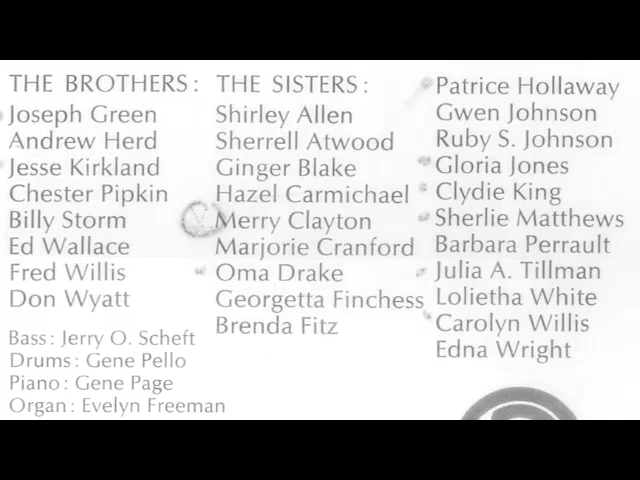 THE BROTHERS:
Joseph Green
Andrew Herd
Jesse Kirkland
Chester Pipkin
Billy Storm
Ed Wallace
Fred Willis
Don Wyatt
Bass: Jerry O. Scheft
Drums: Gene Pello
Piano: Gene Page
Organ: Evelyn Freeman
THE SISTERS:
Shirley Allen
Sherrell Atwood
Ginger Blake
Hazel Carmichael
Merry Clayton
Marjorie Cranford
Oma Drake
Georgetta Finchess
Brenda Fitz
Patrice Hollaway
Gwen Johnson
Ruby S. Johnson
Gloria Jones
Clydie King
Sherlie Matthews
Barbara Perrault
Julia A. Tillman
Lolietha White
Carolyn Willis
Edna Wright